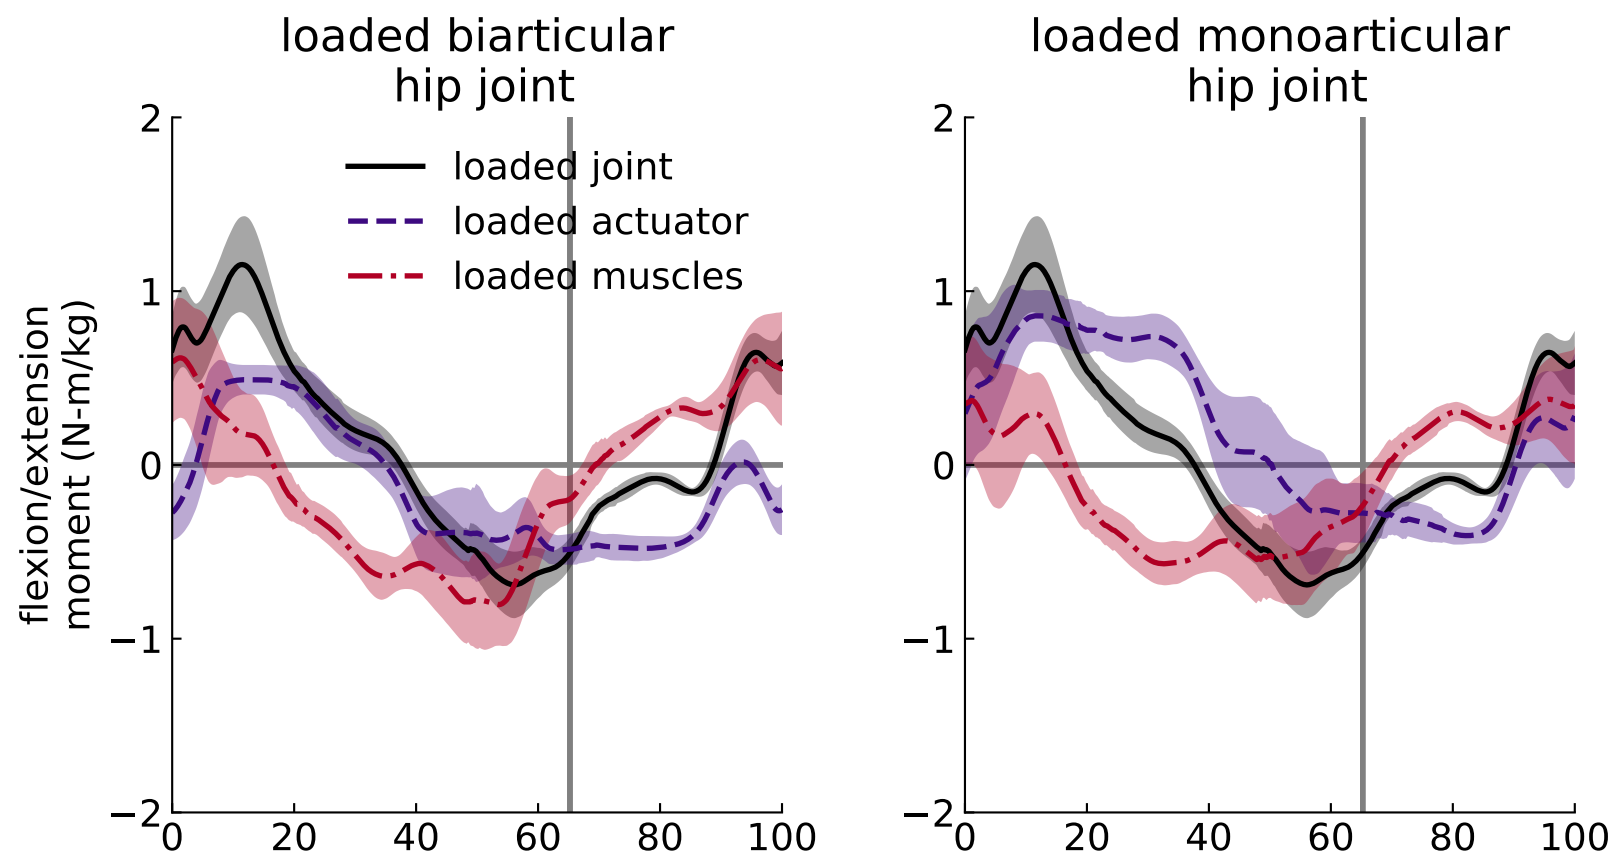 loaded biarticular
hip joint
loaded monoarticular
hip joint
flexion/extension
moment (N-m/kg)
2
1
0
−1
−2
0 20 40 60 80 100
loaded joint
loaded actuator
loaded muscles
2
1
0
−1
−2
0 20 40 60 80 100